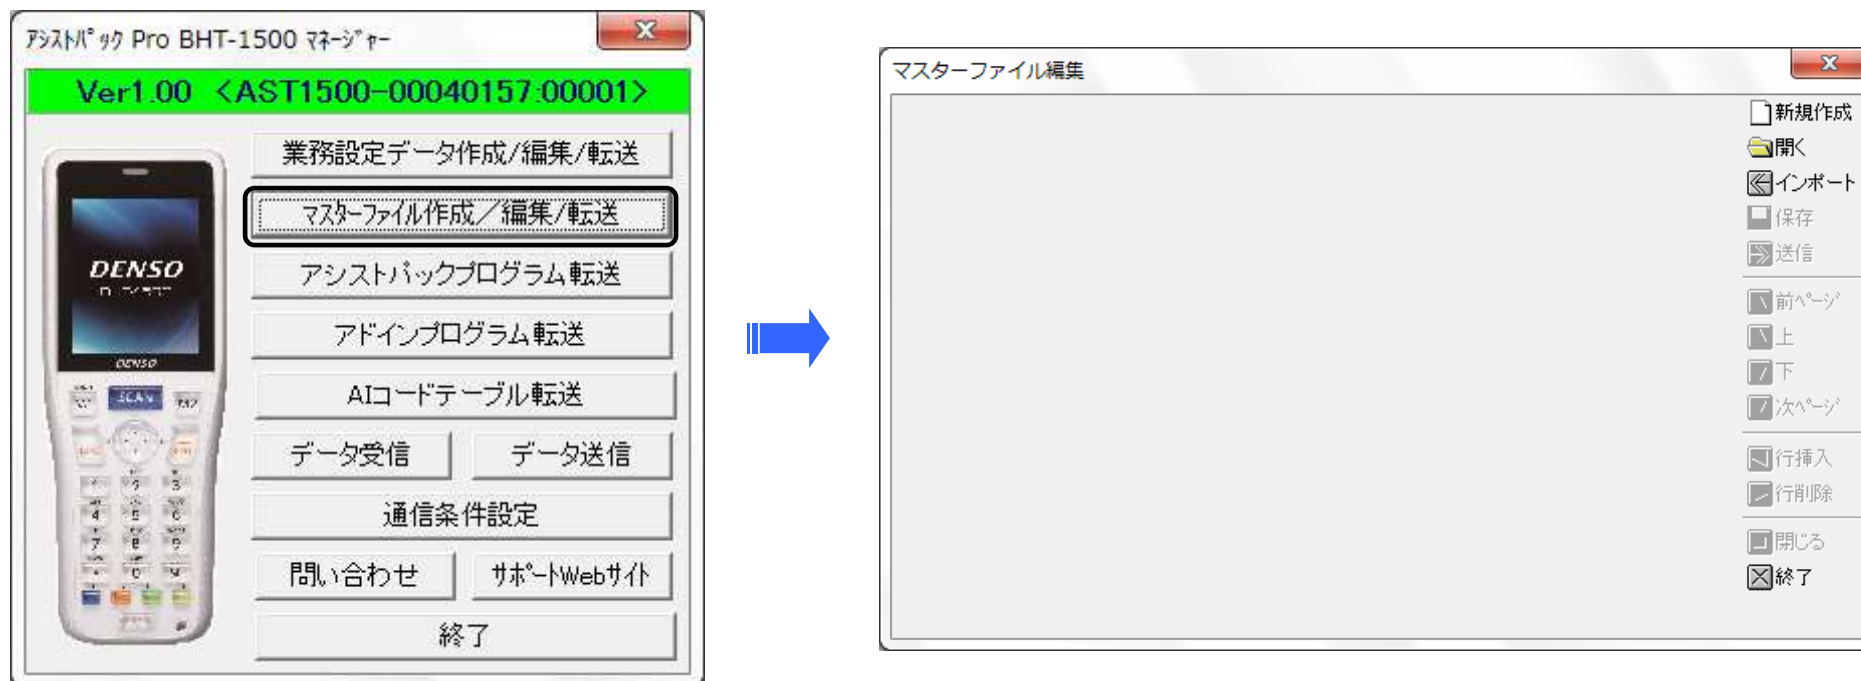 ｱｼｽﾄﾊﾟｯｸ Pro BHT-1500 ﾏﾈｰｼﾞｬｰ
Ver1.00 <AST1500-00040157:00001>
業務設定データ作成/編集/転送
ﾏｽﾀｰﾌｧｲﾙ作成／編集/転送
アシストパックプログラム転送
アドインプログラム転送
AIコードテーブル転送
データ受信
データ送信
通信条件設定
問い合わせ
ｻﾎﾟｰﾄWebｻｲﾄ
終了
DENSO
DENSO
SCAN
マスターファイル編集
新規作成
開く
インポート
保存
送信
前ﾍﾟｰｼﾞ
上
下
次ﾍﾟｰｼﾞ
行挿入
行削除
閉じる
終了